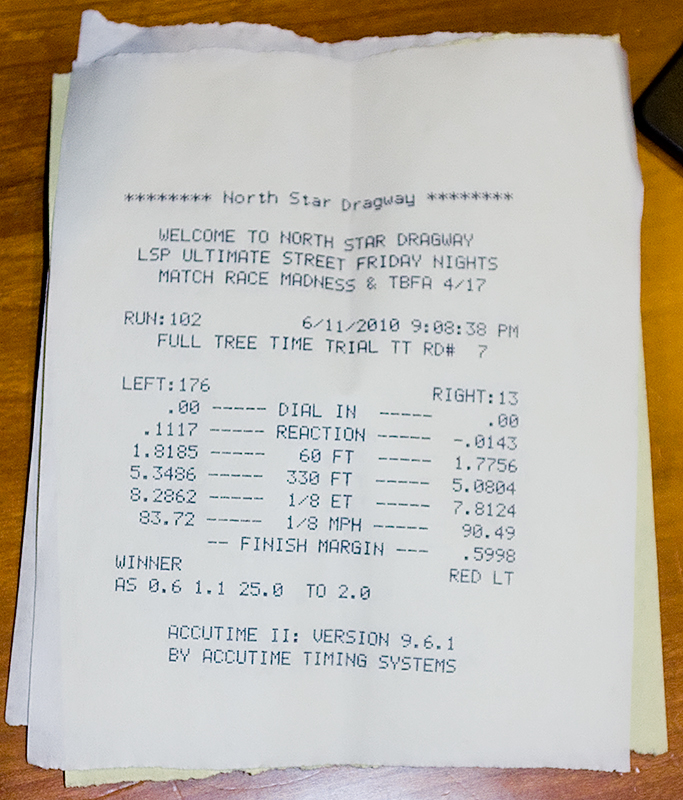 ******** North Star Dragway ********
WELCOME TO NORTH STAR DRAGWAY
LSP ULTIMATE STREET FRIDAY NIGHTS
MATCH RACE MADNESS & TBFA 4/17
RUN:102 6/11/2010 9:08:38 PM
FULL TREE TIME TRIAL TT RD# 7
LEFT:176 RIGHT:13
.00 ----- DIAL IN ----- .00
.1117 ----- REACTION ----- -.0143
1.8185 ----- 60 FT ----- 1.7756
5.3486 ----- 330 FT ----- 5.0804
8.2862 ----- 1/8 ET ----- 7.8124
83.72 ----- 1/8 MPH ----- 90.49
-- FINISH MARGIN --- .5998
WINNER RED LT
AS 0.6 1.1 25.0 TO 2.0
ACCUTIME II: VERSION 9.6.1
BY ACCUTIME TIMING SYSTEMS